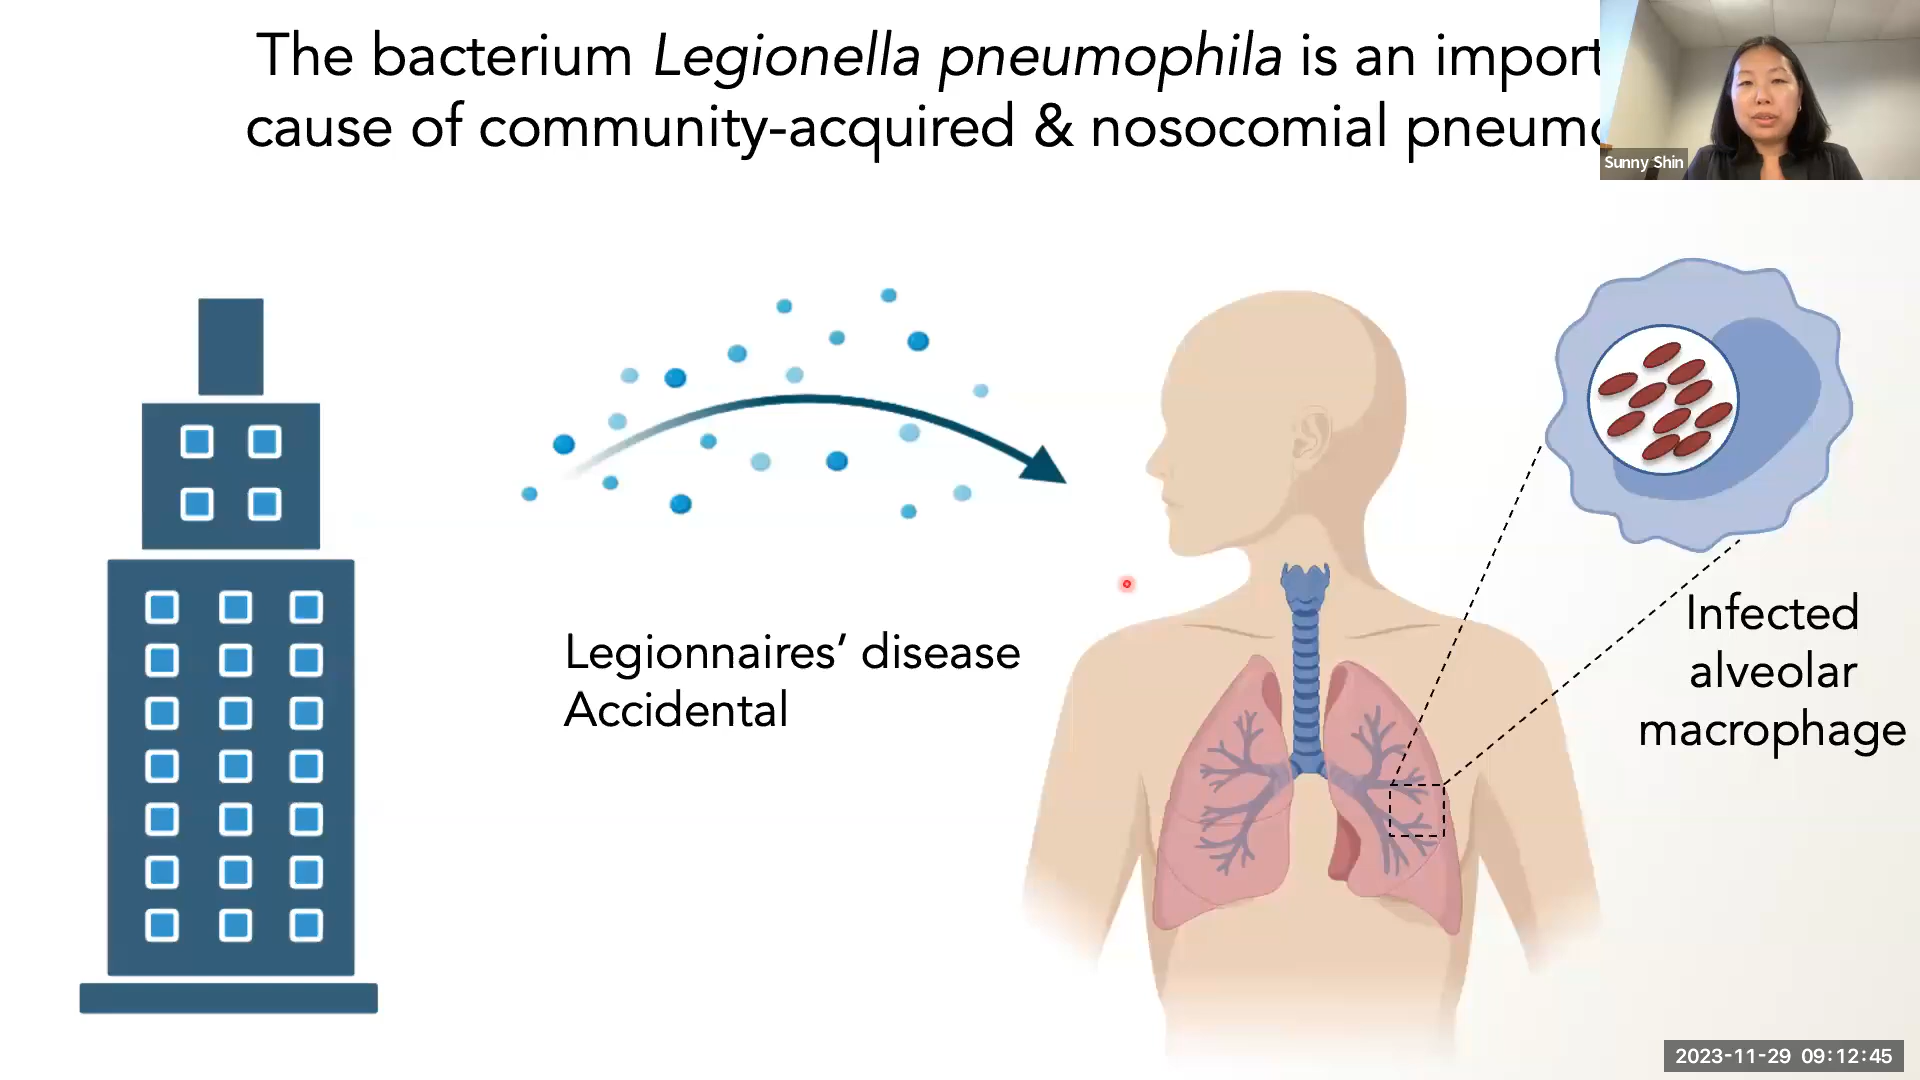 The bacterium Legionella pneumophila is an import
cause of community-acquired & nosocomial pneumo
Sunny Shin
Legionnaires’ disease
Accidental
Infected
alveolar
macrophage
2023-11-29 09:12:45